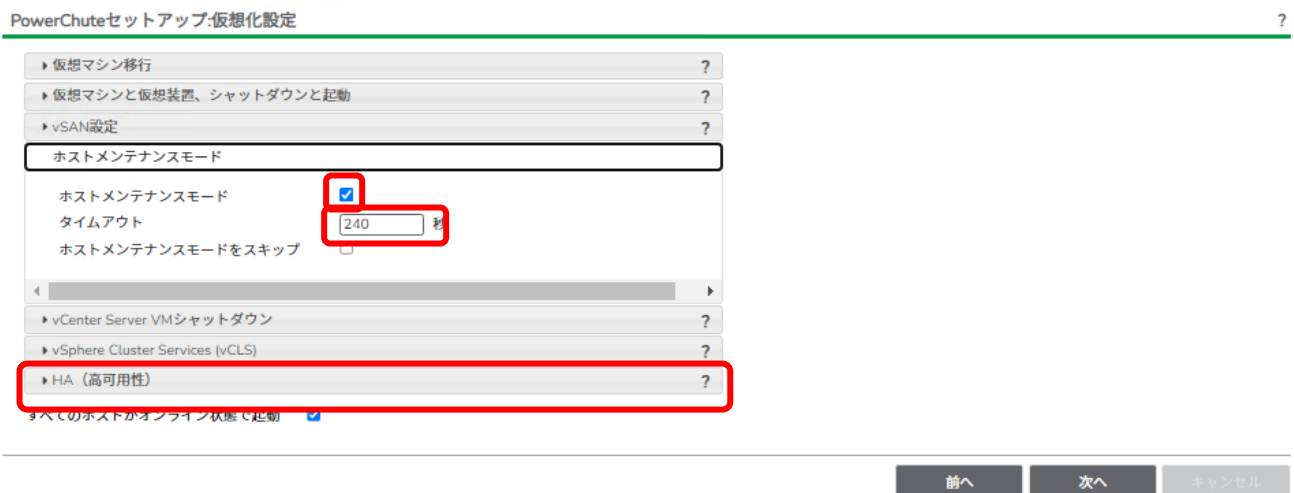 PowerChuteセットアップ:仮想化設定 ?
仮想マシン移行 ?
仮想マシンと仮想装置、シャットダウンと起動 ?
vSAN設定 ?
ホストメンテナンスモード
ホストメンテナンスモード
タイムアウト 240 秒
ホストメンテナンスモードをスキップ
vCenter Server VMシャットダウン ?
vSphere Cluster Services (vCLS) ?
HA（高可用性） ?
すべてのホストがオンライン状態で起動
前へ 次へ キャンセル